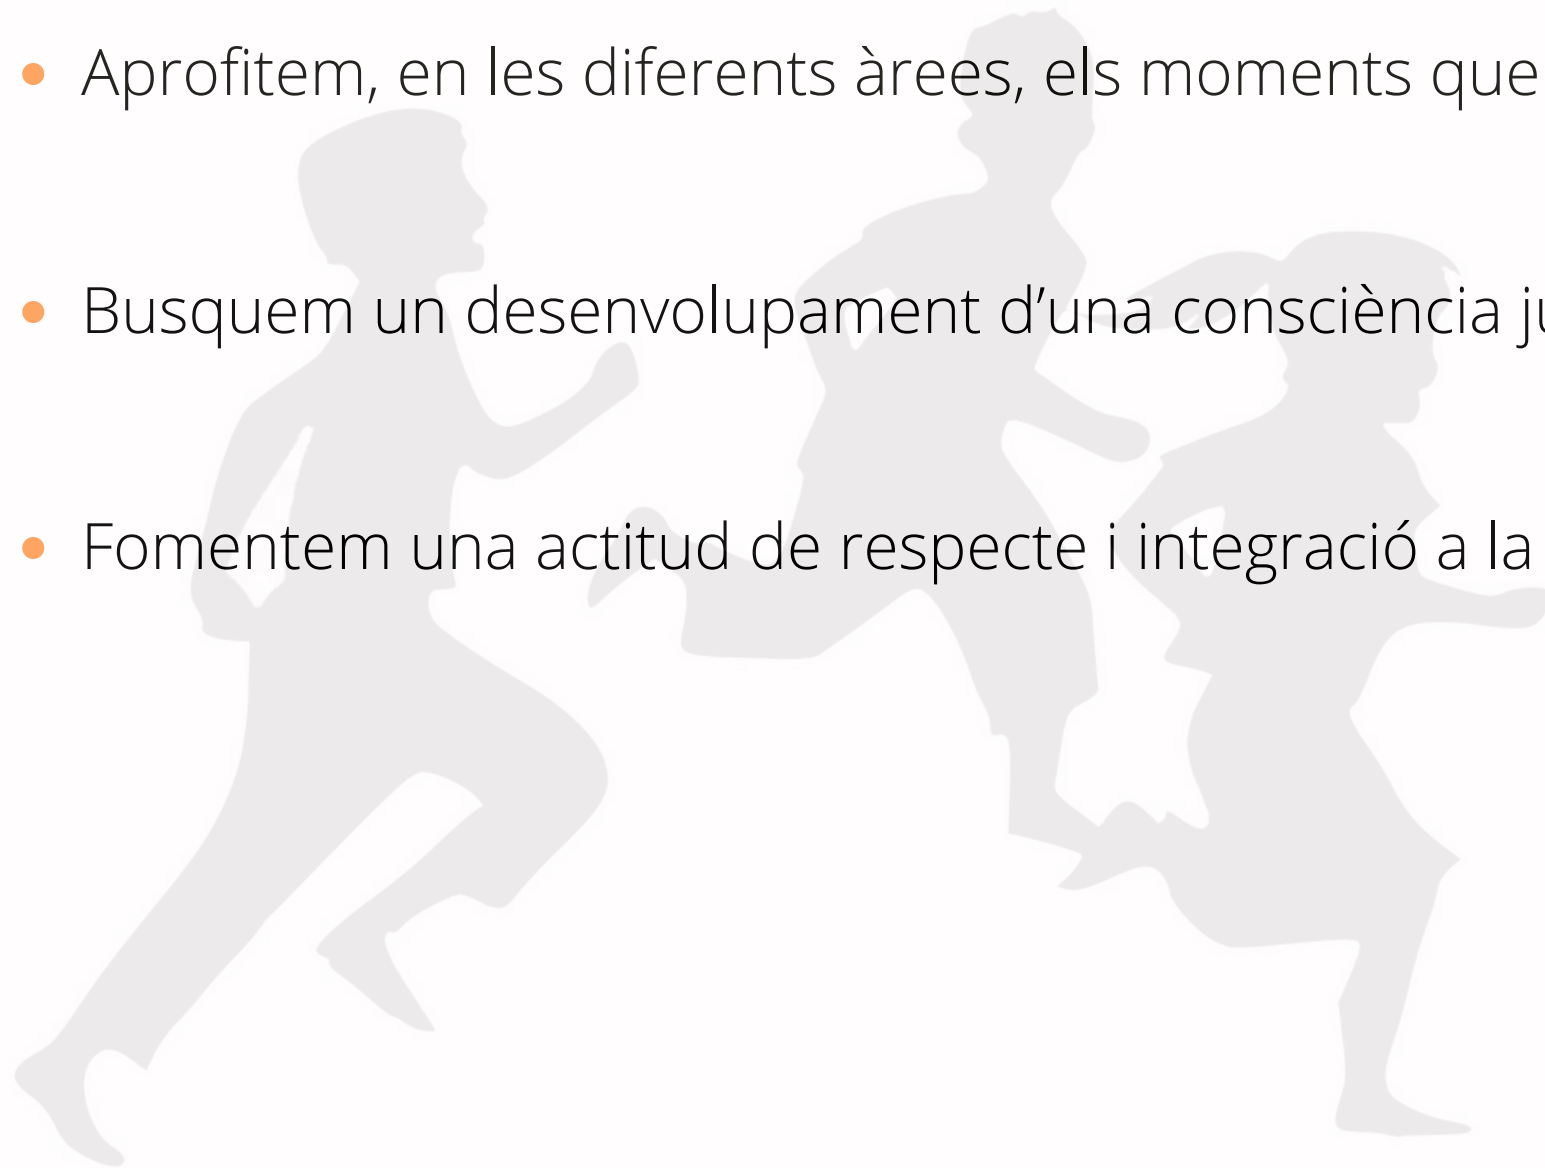 • Aprofitem, en les diferents àrees, els moments que
• Busquem un desenvolupament d’una consciència
• Fomentem una actitud de respecte i integració a la